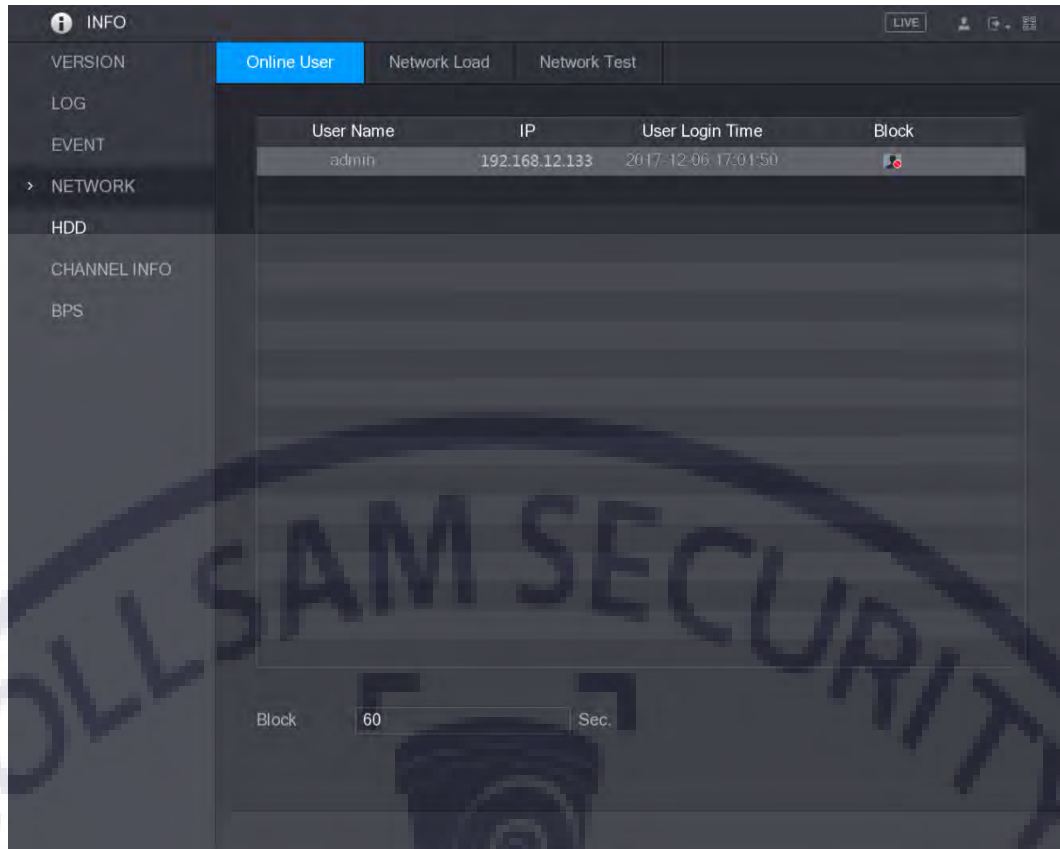 INFO
LIVE
VERSION
LOG
EVENT
> NETWORK
HDD
CHANNEL INFO
BPS
Online User Network Load Network Test
User Name IP User Login Time Block
admin 192.168.12.133 2017-12-06 17:01:50
Block 60 Sec.
OLLSAM SECURITY